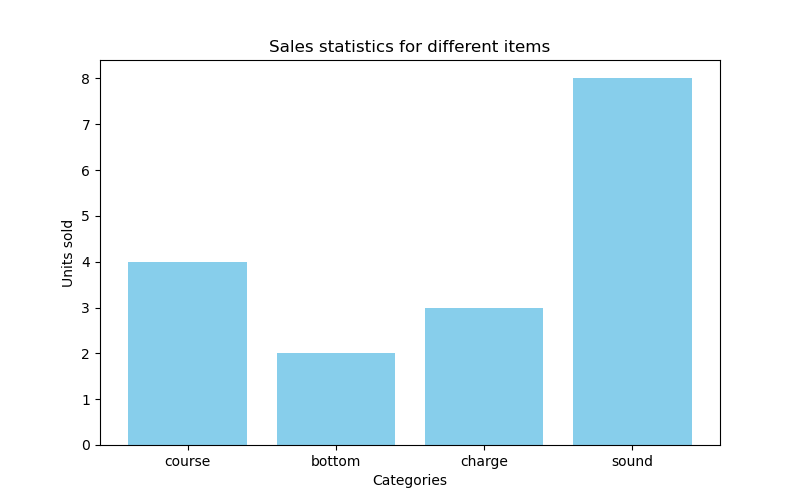 Sales statistics for different items
Units sold
8
7
6
5
4
3
2
1
0
course bottom charge sound
Categories